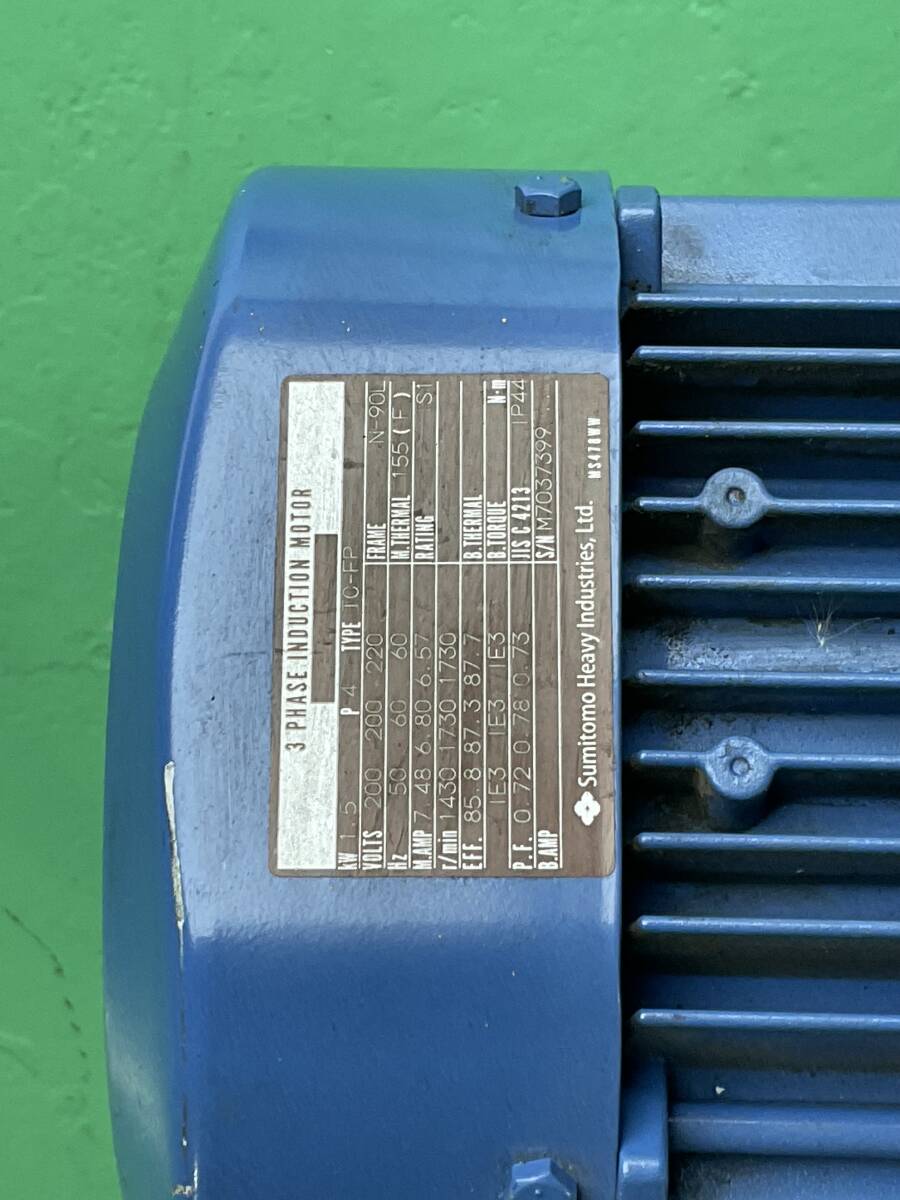 3 PHASE INDUCTION MOTOR
kW 1.5 P 4 TYPE TC-FP
VOLTS 200 200 220 FRAME N-90L
Hz 50 60 60 M.THERMAL 155(F)
M.AMP 7.48 6.80 6.57 RATING S1
r/min 1430 1730 1730
EFF. 85.8 87.3 87.7 B.THERMAL
IE3 IE3 IE3 B.TORQUE N·m
P.F. 0.72 0.78 0.73 JIS C 4213 IP44
B.AMP S/N M7037399
Sumitomo Heavy Industries, Ltd. MS478WW